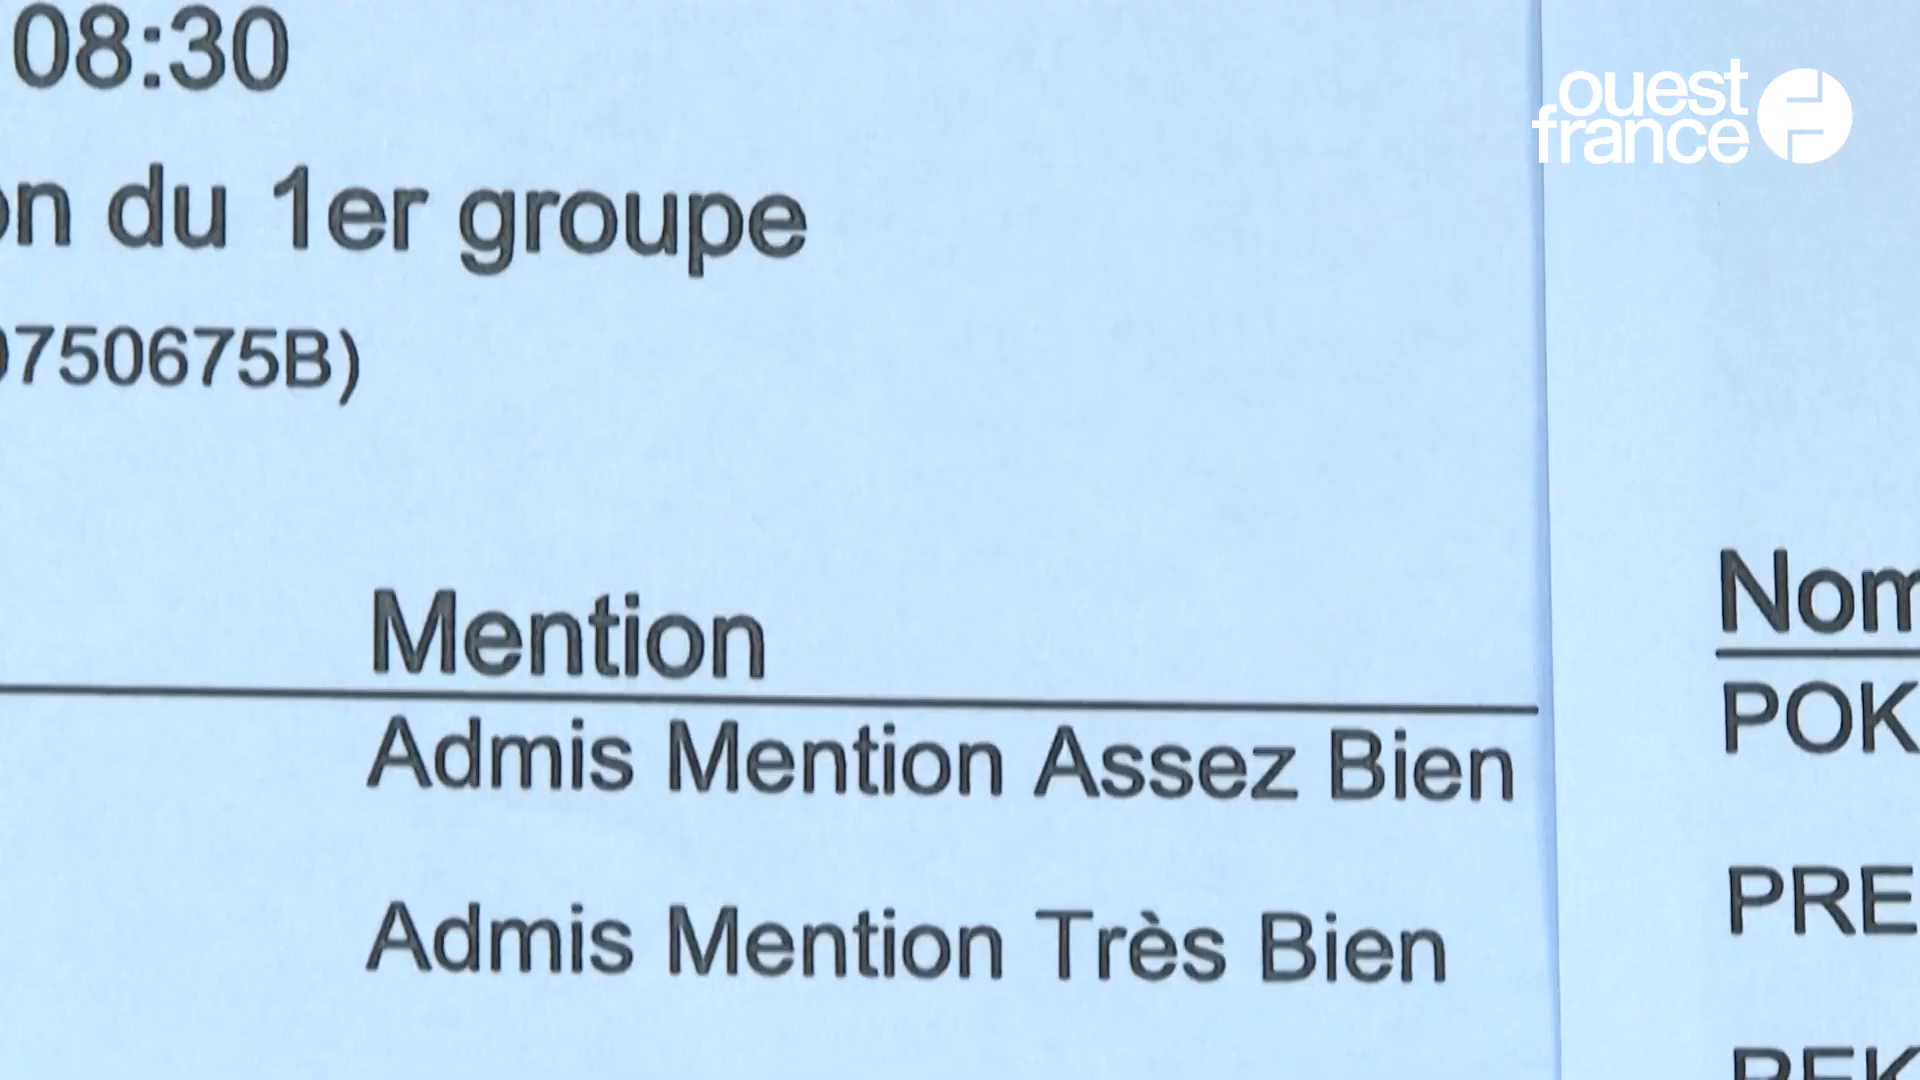 08:30
on du 1er groupe
0750675B)
Mention
Admis Mention Assez Bien
Admis Mention Très Bien
ouest
france
Nom
POK
PRE